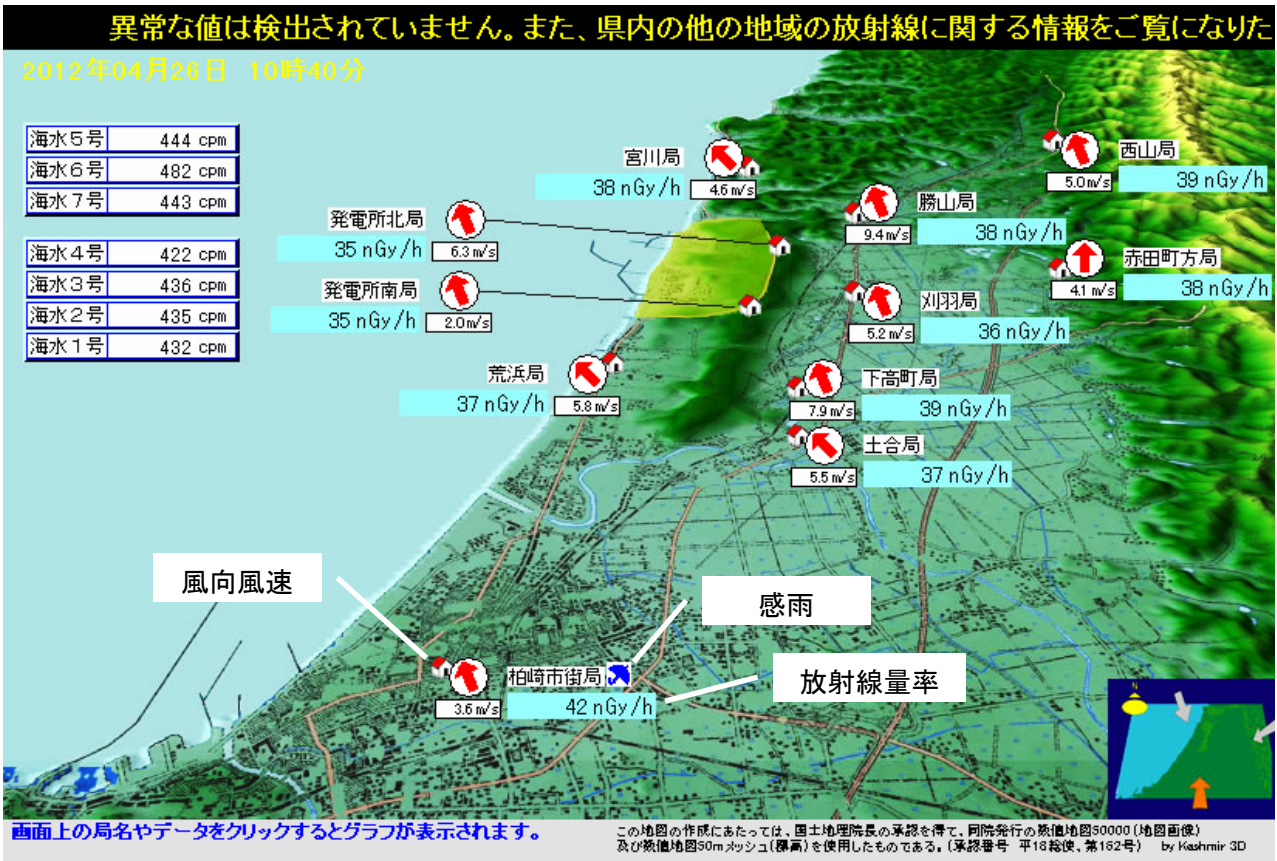 異常な値は検出されていません。また、県内の他の地域の放射線に関する情報をご覧になりた
2012年04月26日 10時40分
海水5号 444 cpm
海水6号 482 cpm
海水7号 443 cpm
海水4号 422 cpm
海水3号 436 cpm
海水2号 435 cpm
海水1号 432 cpm
宮川局
38 nGy/h 4.6 m/s
西山局
5.0 m/s 39 nGy/h
発電所北局
35 nGy/h 6.3 m/s
勝山局
9.4 m/s 38 nGy/h
赤田町方局
4.1 m/s 38 nGy/h
発電所南局
35 nGy/h 2.0 m/s
刈羽局
5.2 m/s 36 nGy/h
荒浜局
37 nGy/h 5.8 m/s
下高町局
7.9 m/s 39 nGy/h
土合局
5.5 m/s 37 nGy/h
風向風速
感雨
柏崎市街局
3.6 m/s 42 nGy/h
放射線量率
N
画面上の局名やデータをクリックするとグラフが表示されます。
この地図の作成にあたっては、国土地理院長の承認を得て、同院発行の数値地図50000(地図画像)
及び数値地図50mメッシュ(標高)を使用したものである。(承認番号 平18総使、第162号) by Kashmir 3D